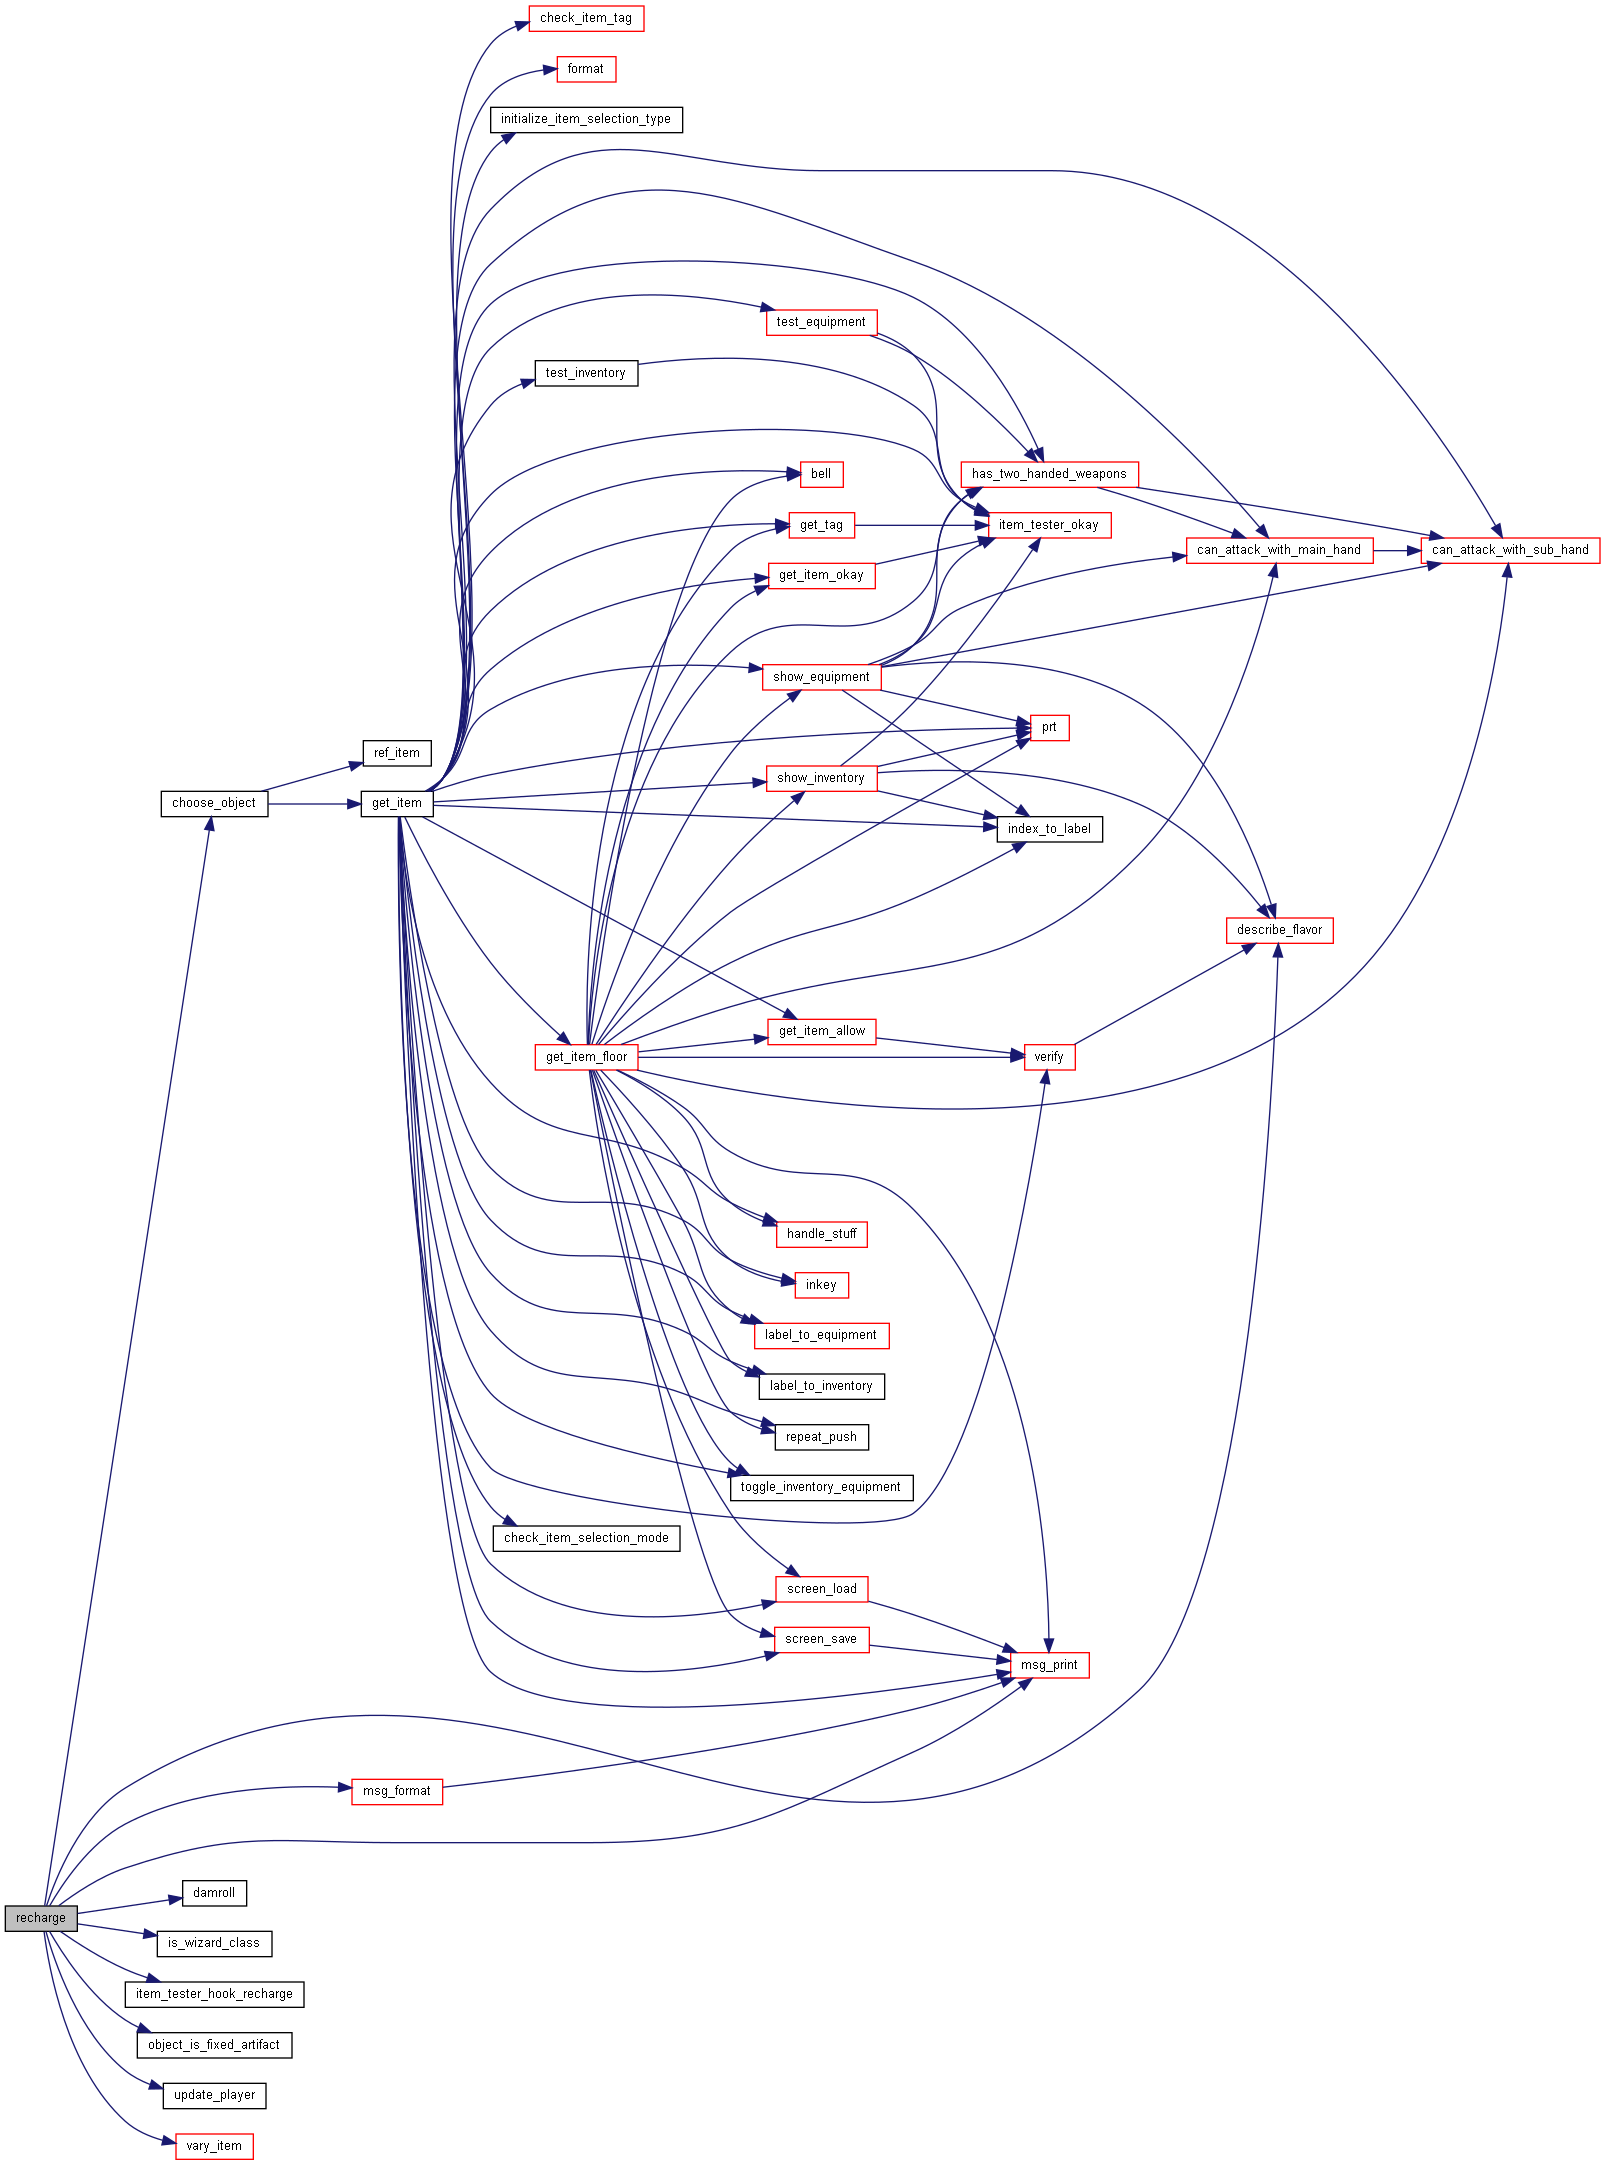 check_item_tag
format
initialize_item_selection_type
test_equipment
test_inventory
bell
has_two_handed_weapons
get_tag
item_tester_okay
can_attack_with_main_hand
can_attack_with_sub_hand
get_item_okay
show_equipment
prt
ref_item
show_inventory
choose_object
get_item
index_to_label
describe_flavor
get_item_allow
get_item_floor
verify
handle_stuff
inkey
label_to_equipment
label_to_inventory
repeat_push
toggle_inventory_equipment
check_item_selection_mode
screen_load
screen_save
msg_print
msg_format
damroll
recharge
is_wizard_class
item_tester_hook_recharge
object_is_fixed_artifact
update_player
vary_item